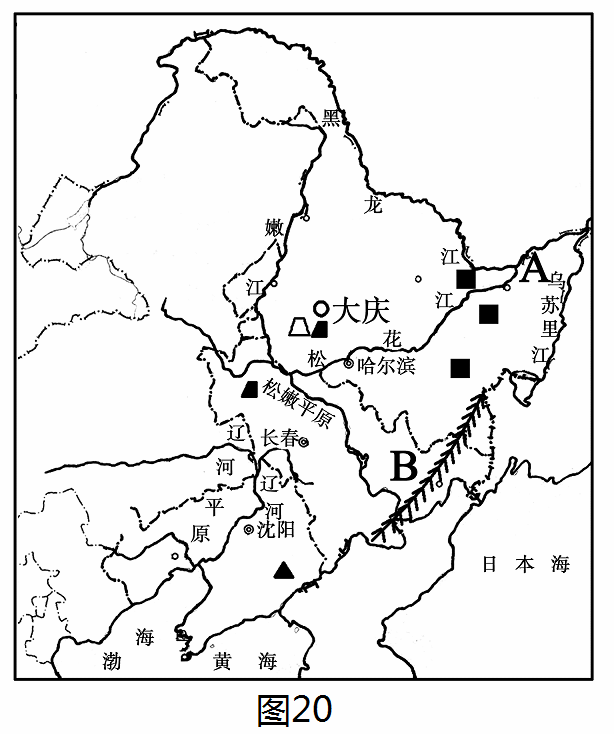 黑
龙
江
嫩
江
A
乌
苏
里
江
大庆
江
花
松
哈尔滨
松嫩平原
辽
河
长春
B
辽
河
平
原
沈阳
日本海
渤海
黄海
图20